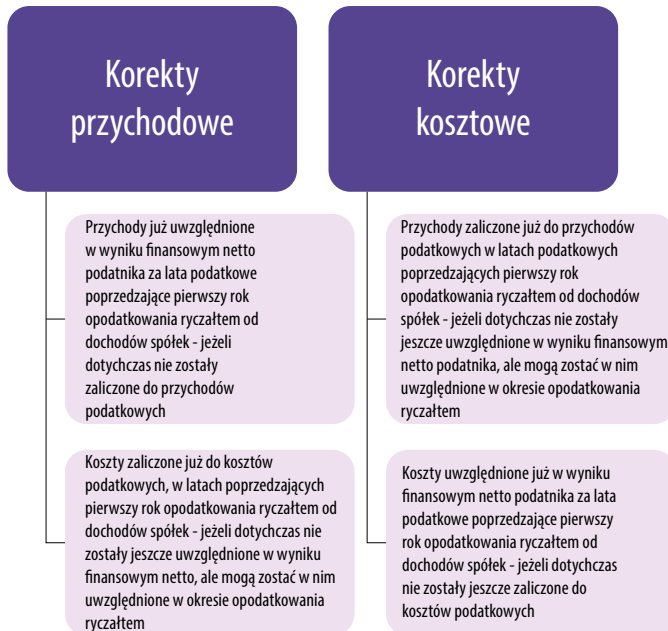 Korekty
przychodowe
Przychody już uwzględnione
w wyniku finansowym netto
podatnika za lata podatkowe
poprzedzające pierwszy rok
opodatkowania ryczałtem od
dochodów spółek - jeżeli
dotychczas nie zostały
zaliczone do przychodów
podatkowych
Koszty zaliczone już do kosztów
podatkowych, w latach poprzedzających
pierwszy rok opodatkowania ryczałtem od
dochodów spółek - jeżeli dotychczas nie
zostały jeszcze uwzględnione w wyniku
finansowym netto, ale mogą zostać w nim
uwzględnione w okresie opodatkowania
ryczałtem
Korekty
kosztowe
Przychody zaliczone już do przychodów
podatkowych w latach podatkowych
poprzedzających pierwszy rok
opodatkowania ryczałtem od dochodów
spółek - jeżeli dotychczas nie zostały
jeszcze uwzględnione w wyniku finansowym
netto podatnika, ale mogą zostać w nim
uwzględnione w okresie opodatkowania
ryczałtem
Koszty uwzględnione już w wyniku
finansowym netto podatnika za lata
podatkowe poprzedzające pierwszy
rok opodatkowania ryczałtem od
dochodów spółek - jeżeli dotychczas
nie zostały jeszcze zaliczone do
kosztów podatkowych